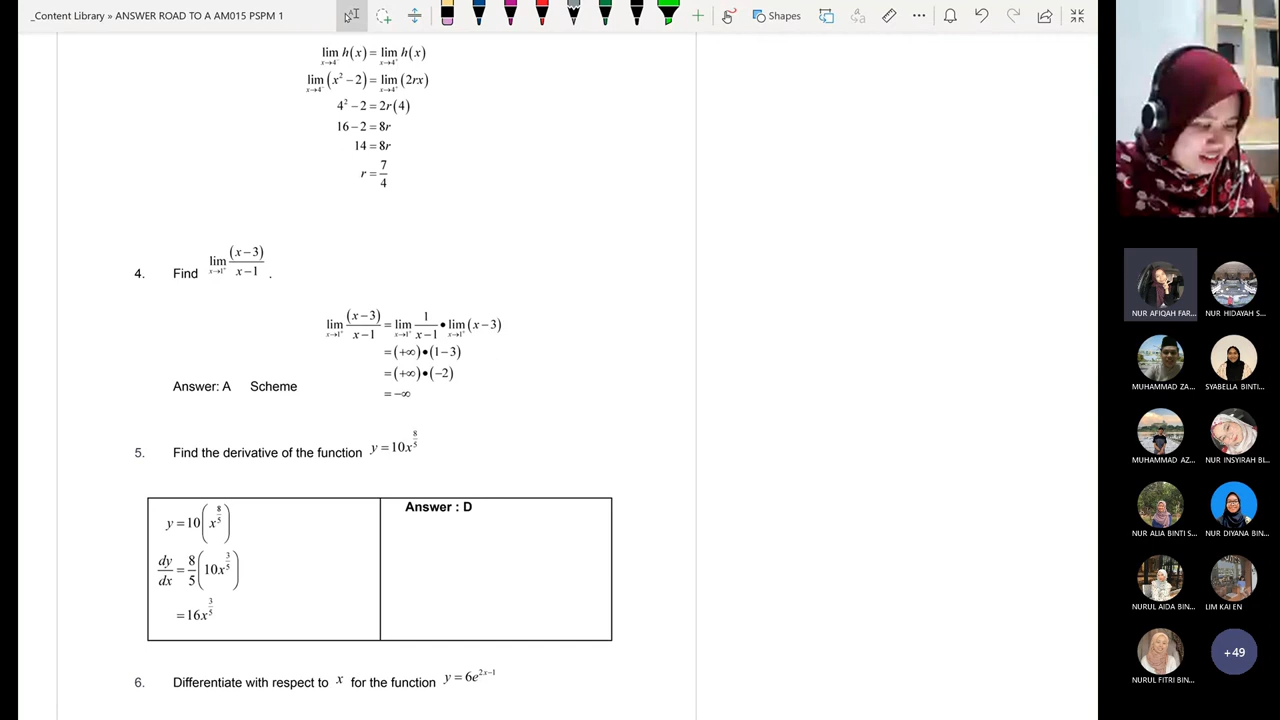 _Content Library » ANSWER ROAD TO A AM015 PSPM 1
Shapes
lim x→4⁻ h(x) = lim x→4⁺ h(x)
lim x→4⁻ (x² − 2) = lim x→4⁺ (2rx)
4² − 2 = 2r(4)
16 − 2 = 8r
14 = 8r
r = 7/4
4. Find lim x→1⁺ (x−3)/x−1 .
lim x→1⁺ (x−3)/x−1 = lim x→1⁺ 1/x−1 • lim x→1⁺ (x−3)
= (+∞)•(1−3)
= (+∞)•(−2)
= −∞
Answer: A Scheme
5. Find the derivative of the function y = 10x^(8/5)
y = 10(x^(8/5))
dy/dx = 8/5(10x^(3/5))
= 16x^(3/5)
Answer : D
6. Differentiate with respect to x for the function y = 6e^(2x−1)
NUR AFIQAH FAR...
NUR HIDAYAH S...
MUHAMMAD ZA...
SYABELLA BINTI...
MUHAMMAD AZ...
NUR INSYIRAH BI...
NUR ALIA BINTI S...
NUR DIYANA BIN...
NURUL AIDA BIN...
LIM KAI EN
NURUL FITRI BIN...
+49